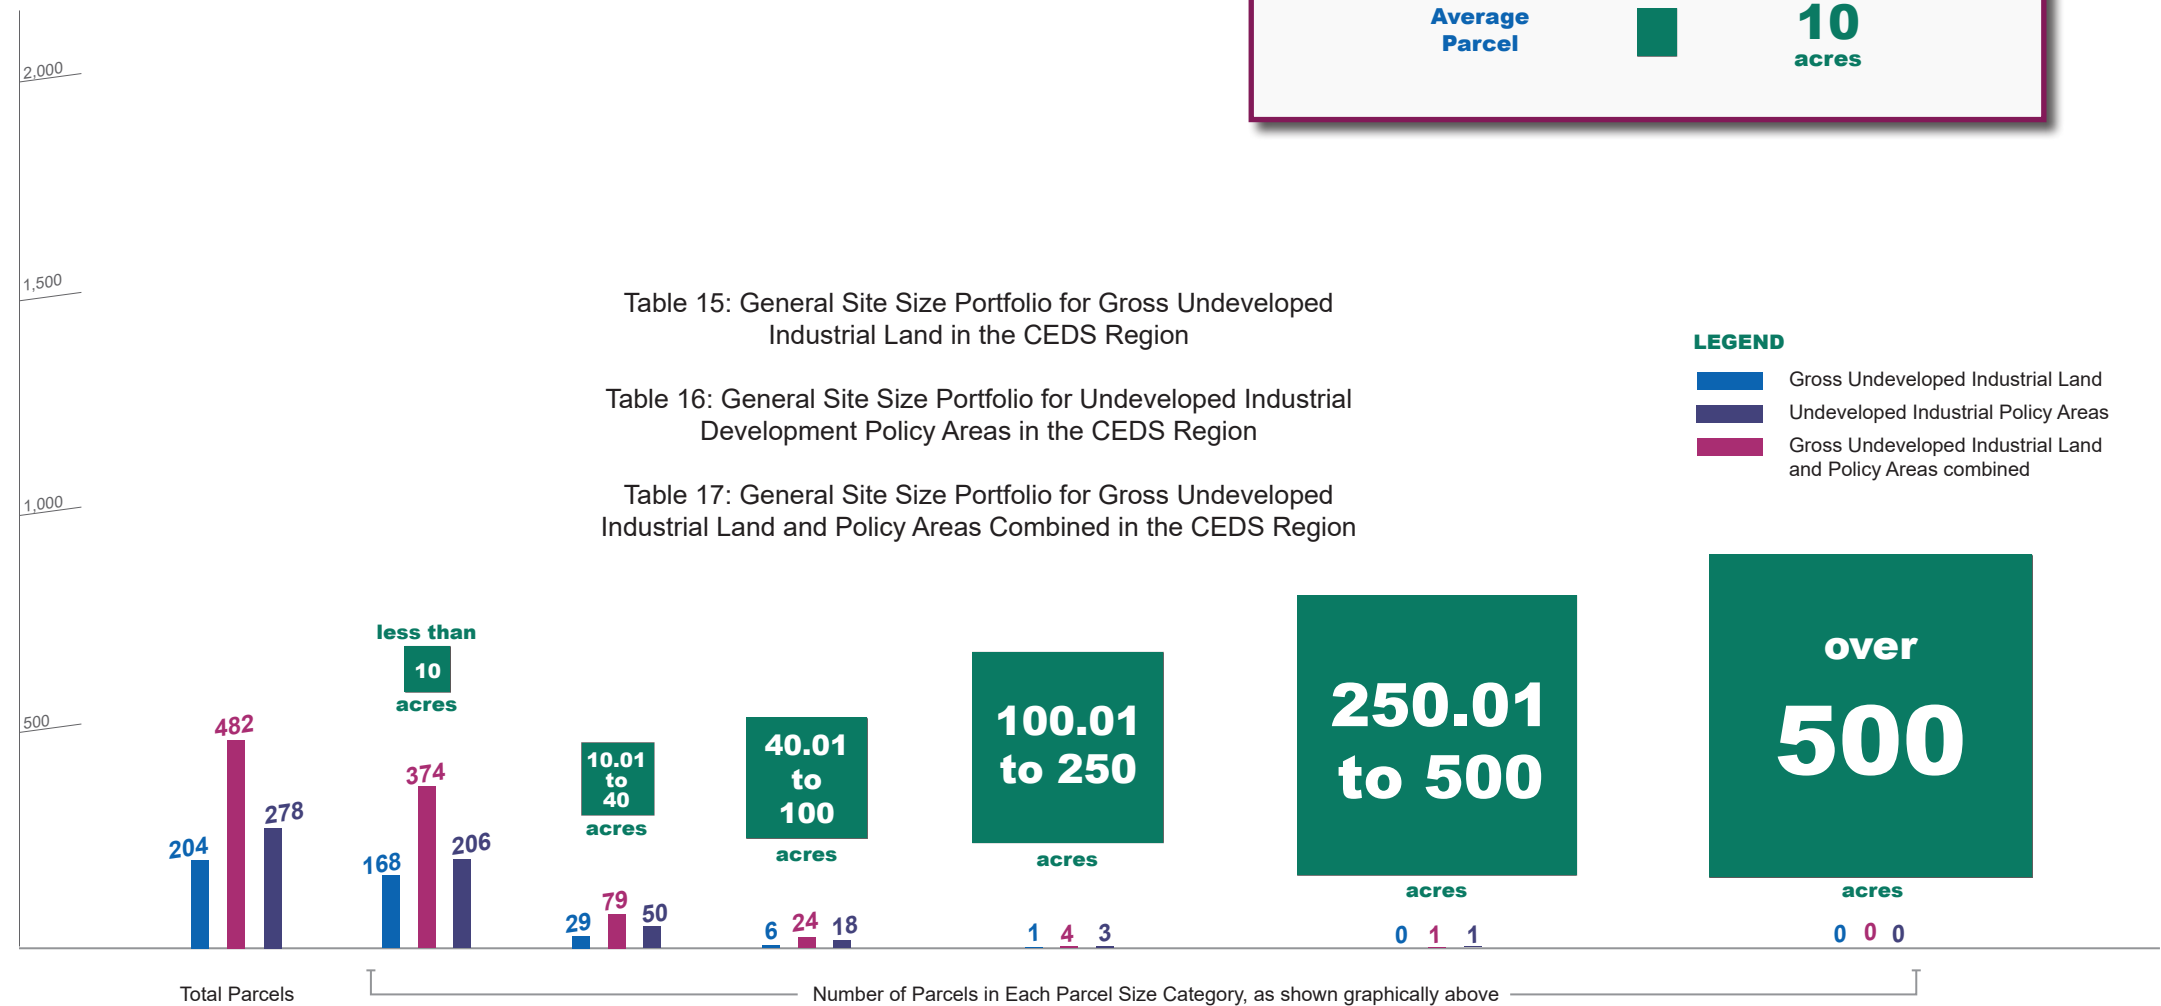 Average
Parcel
10
acres
2,000
1,500
1,000
500
Table 15: General Site Size Portfolio for Gross Undeveloped
Industrial Land in the CEDS Region
Table 16: General Site Size Portfolio for Undeveloped Industrial
Development Policy Areas in the CEDS Region
Table 17: General Site Size Portfolio for Gross Undeveloped
Industrial Land and Policy Areas Combined in the CEDS Region
LEGEND
Gross Undeveloped Industrial Land
Undeveloped Industrial Policy Areas
Gross Undeveloped Industrial Land
and Policy Areas combined
less than
10
acres
10.01
to
40
acres
40.01
to
100
acres
100.01
to 250
acres
250.01
to 500
acres
over
500
acres
204
482
278
168
374
206
29
79
50
6
24
18
1
4
3
0
1
1
0
0
0
Total Parcels
Number of Parcels in Each Parcel Size Category, as shown graphically above